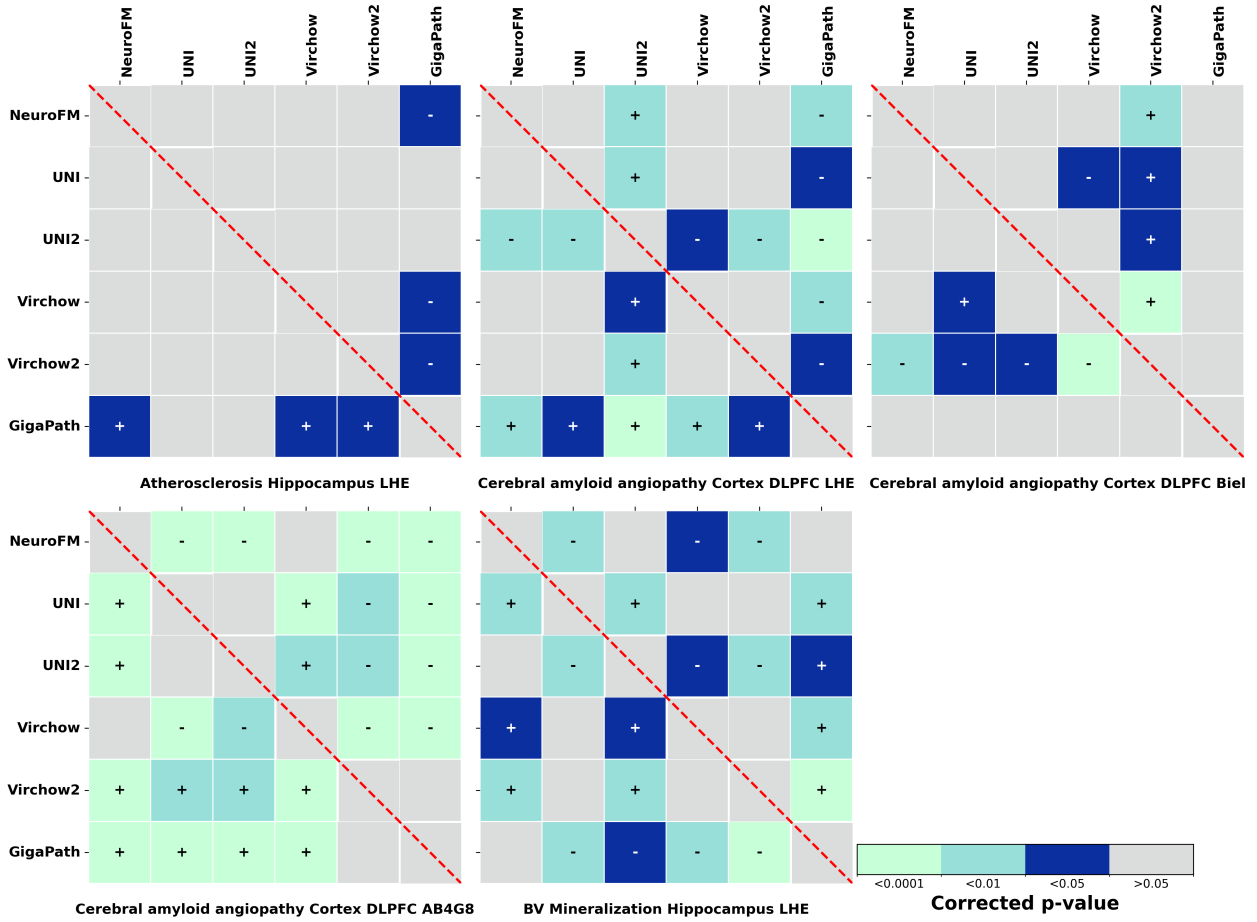 NeuroFM UNI UNI2 Virchow Virchow2 GigaPath NeuroFM UNI UNI2 Virchow Virchow2 GigaPath NeuroFM UNI UNI2 Virchow Virchow2 GigaPath
NeuroFM - + - +
UNI + - - +
UNI2 - - - - - +
Virchow - + - + +
Virchow2 - + - - - - -
GigaPath + + + + + + + +
Atherosclerosis Hippocampus LHE
Cerebral amyloid angiopathy Cortex DLPFC LHE
Cerebral amyloid angiopathy Cortex DLPFC Biel
NeuroFM - - - - - - -
UNI + + - - + + +
UNI2 + + - - - - - +
Virchow - - - - + + +
Virchow2 + + + + + + +
GigaPath + + + + - - - -
Cerebral amyloid angiopathy Cortex DLPFC AB4G8
BV Mineralization Hippocampus LHE
<0.0001 <0.01 <0.05 >0.05
Corrected p-value